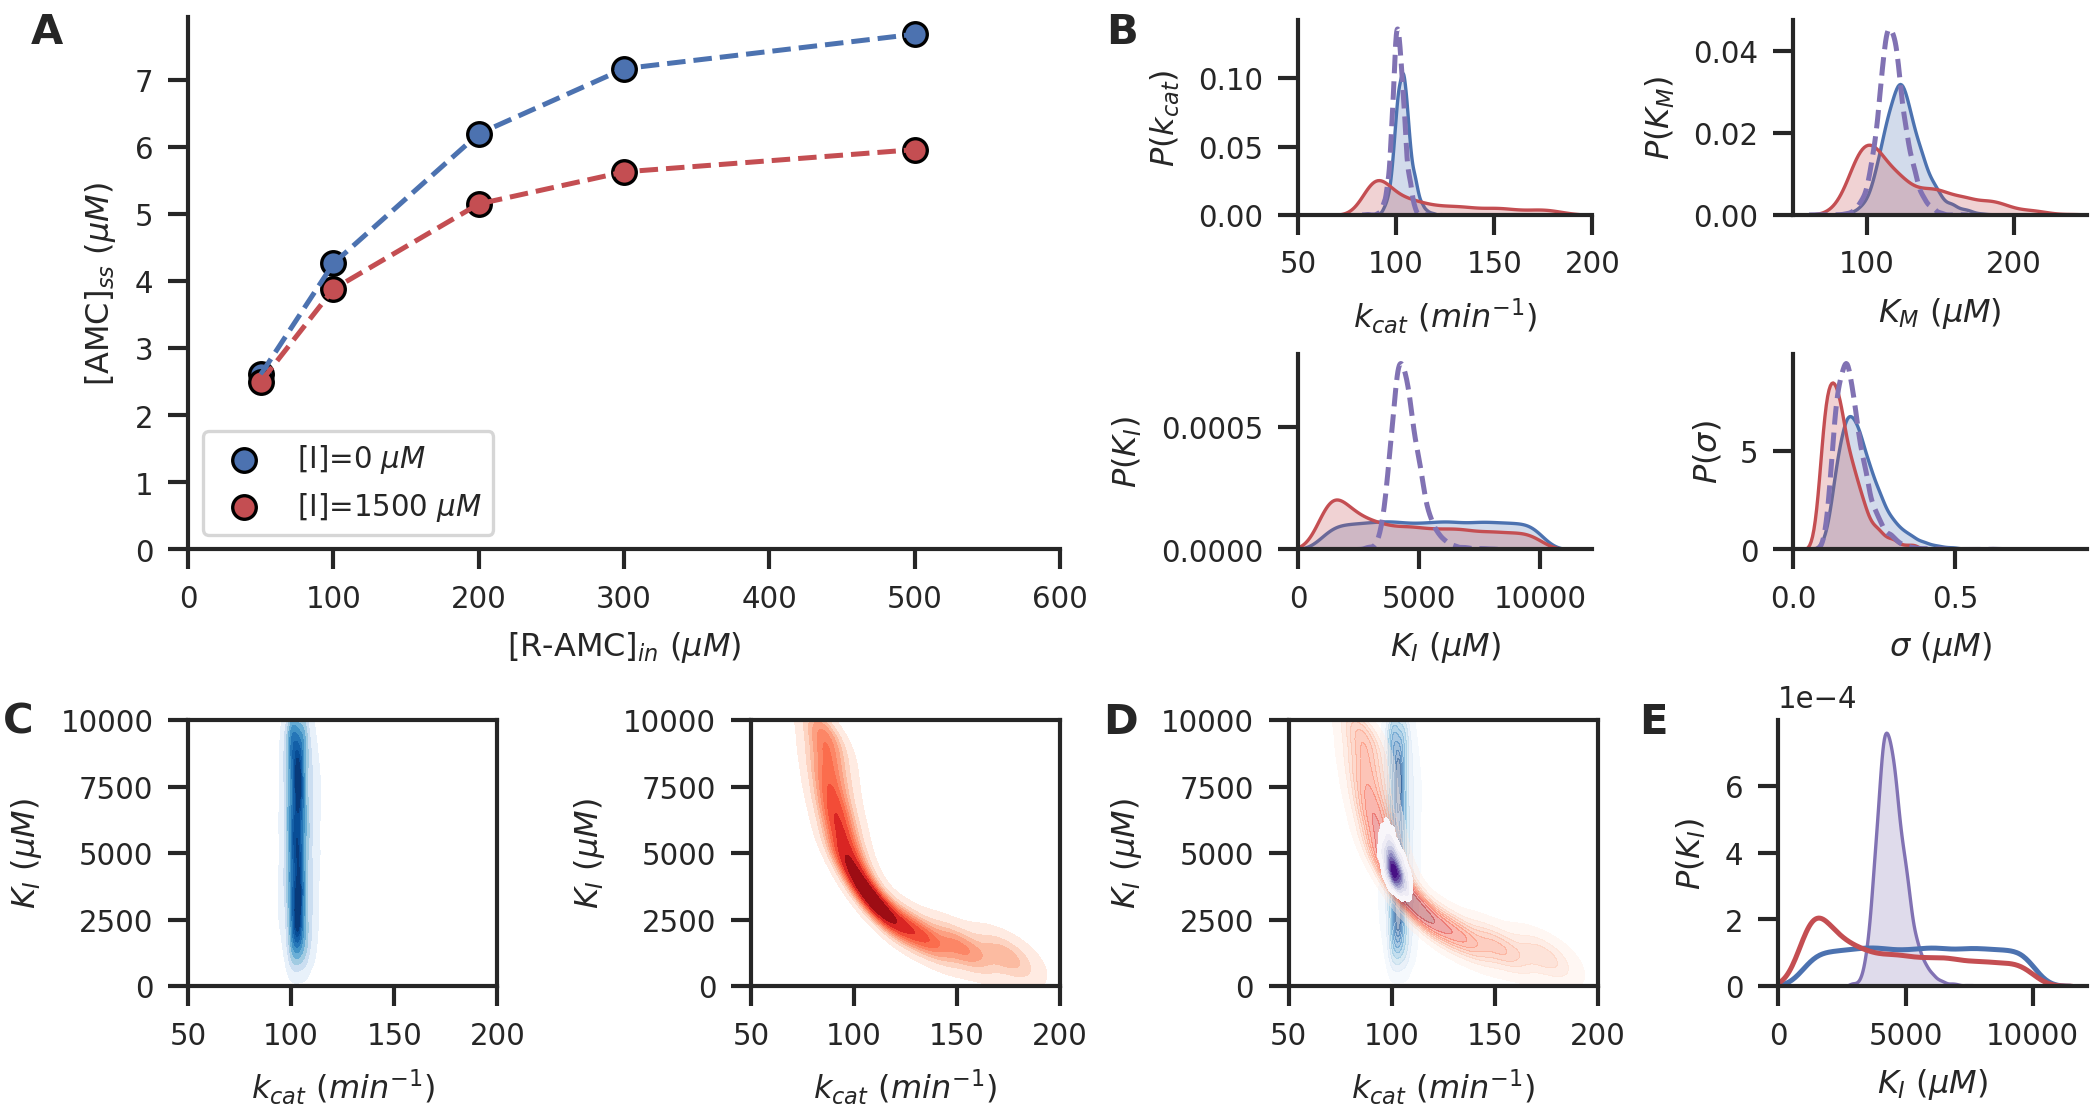 A
7
6
5
4
3
2
1
0
[AMC]ss (μM)
[I]=0 μM
[I]=1500 μM
0 100 200 300 400 500 600
[R-AMC]in (μM)
B
P(kcat)
0.10
0.05
0.00
50 100 150 200
kcat (min⁻¹)
P(KM)
0.04
0.02
0.00
100 200
KM (μM)
P(KI)
0.0005
0.0000
0 5000 10000
KI (μM)
P(σ)
5
0
0.0 0.5
σ (μM)
C
KI (μM)
10000
7500
5000
2500
0
50 100 150 200
kcat (min⁻¹)
KI (μM)
10000
7500
5000
2500
0
50 100 150 200
kcat (min⁻¹)
D
KI (μM)
10000
7500
5000
2500
0
50 100 150 200
kcat (min⁻¹)
E
1e−4
P(KI)
6
4
2
0
0 5000 10000
KI (μM)